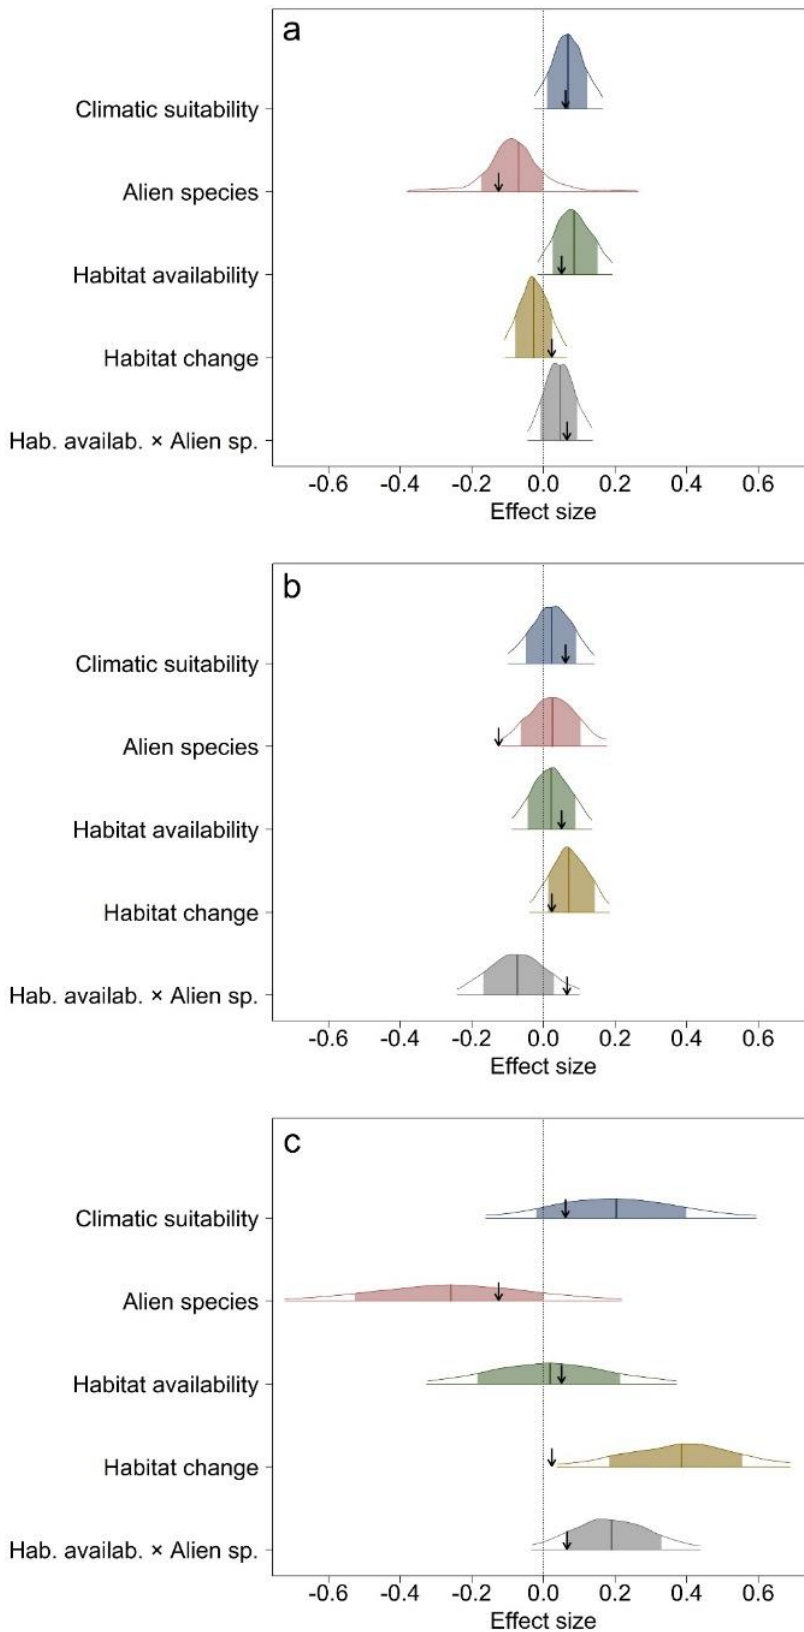 a
Climatic suitability
Alien species
Habitat availability
Habitat change
Hab. availab. × Alien sp.
-0.6 -0.4 -0.2 0.0 0.2 0.4 0.6
Effect size
b
Climatic suitability
Alien species
Habitat availability
Habitat change
Hab. availab. × Alien sp.
-0.6 -0.4 -0.2 0.0 0.2 0.4 0.6
Effect size
c
Climatic suitability
Alien species
Habitat availability
Habitat change
Hab. availab. × Alien sp.
-0.6 -0.4 -0.2 0.0 0.2 0.4 0.6
Effect size